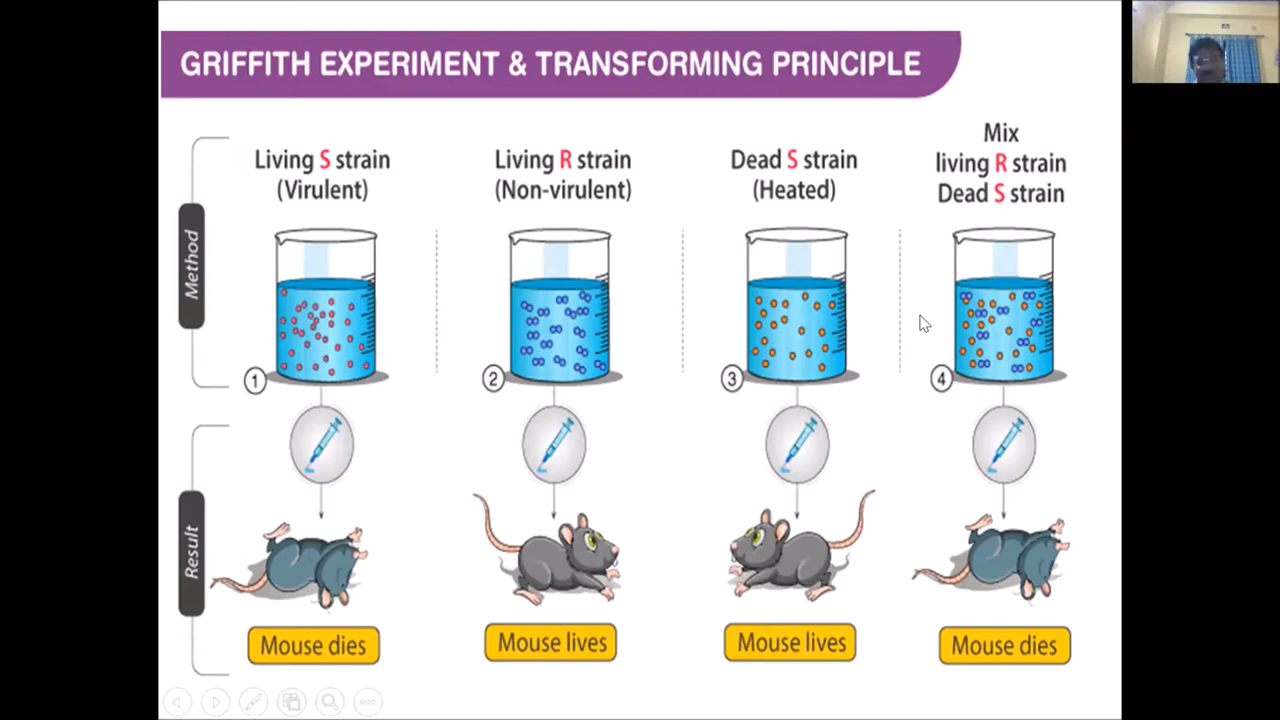 GRIFFITH EXPERIMENT & TRANSFORMING PRINCIPLE
Method
Living S strain
(Virulent)
Living R strain
(Non-virulent)
Dead S strain
(Heated)
Mix
living R strain
Dead S strain
1
2
3
4
Result
Mouse dies
Mouse lives
Mouse lives
Mouse dies